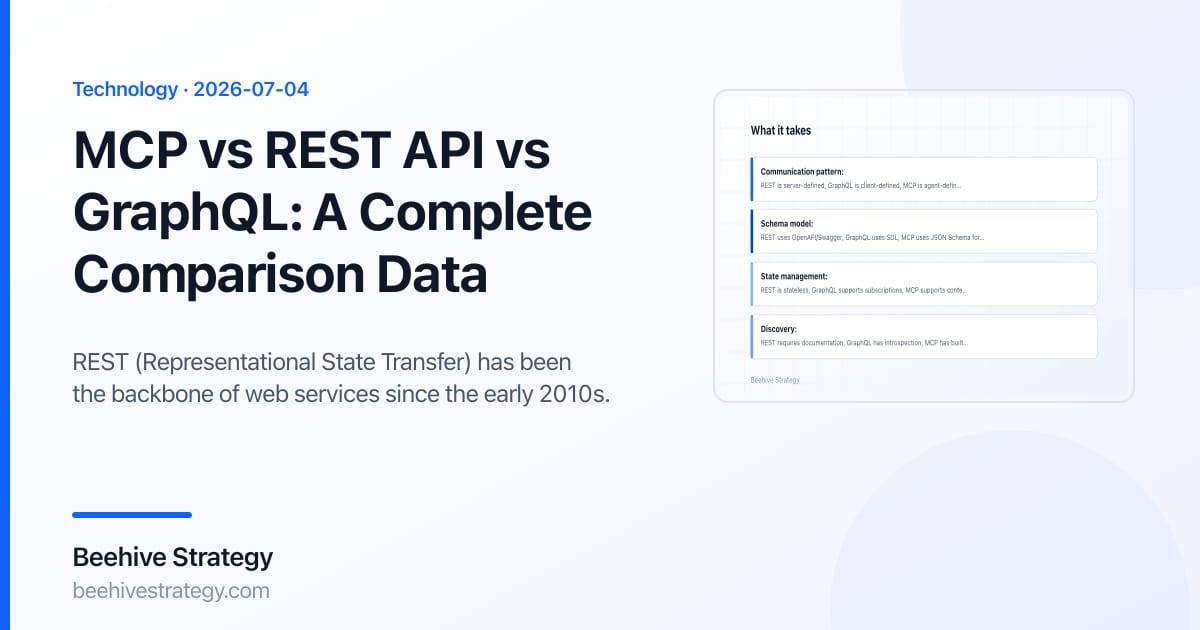 Technology · 2026-07-04
MCP vs REST API vs
GraphQL: A Complete
Comparison Data
REST (Representational State Transfer) has been
the backbone of web services since the early 2010s.
Beehive Strategy
beehivestrategy.com
What it takes
Communication pattern:
REST is server-defined, GraphQL is client-defined, MCP is agent-defin...
Schema model:
REST uses OpenAPI/Swagger, GraphQL uses SDL, MCP uses JSON Schema for...
State management:
REST is stateless, GraphQL supports subscriptions, MCP supports conte...
Discovery:
REST requires documentation, GraphQL has introspection, MCP has built...
Beehive Strategy